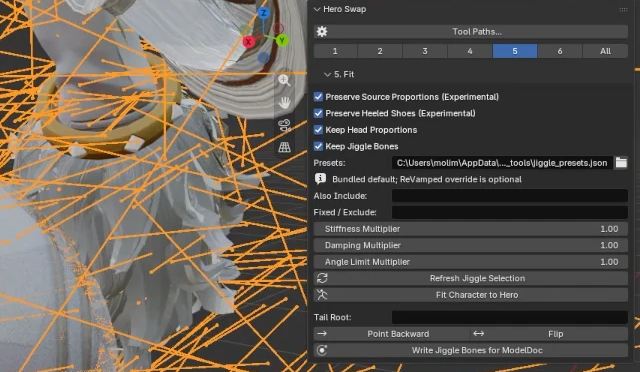 Hero Swap
Tool Paths...
1 2 3 4 5 6 All
5. Fit
Preserve Source Proportions (Experimental)
Preserve Heeled Shoes (Experimental)
Keep Head Proportions
Keep Jiggle Bones
Presets: C:\Users\molim\AppData\..._tools\jiggle_presets.json
Bundled default; ReVamped override is optional
Also Include:
Fixed / Exclude:
Stiffness Multiplier 1.00
Damping Multiplier 1.00
Angle Limit Multiplier 1.00
Refresh Jiggle Selection
Fit Character to Hero
Tail Root:
Point Backward Flip
Write Jiggle Bones for ModelDoc
Z
X Y